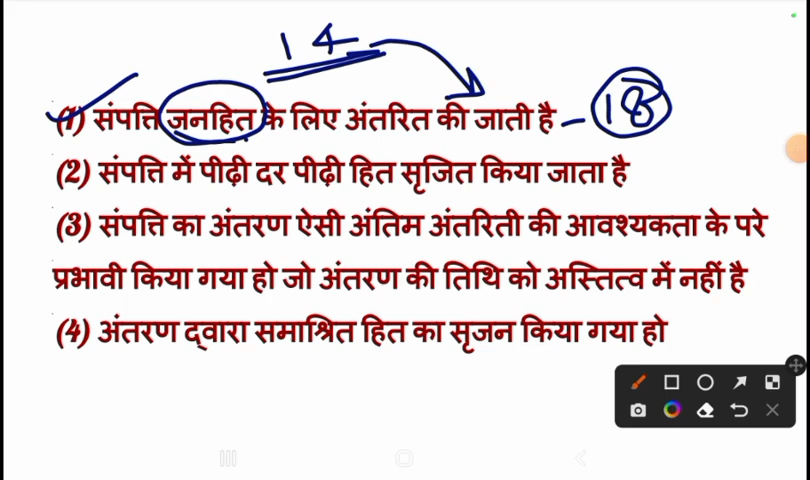 14
(1) संपत्ति जनहित के लिए अंतरित की जाती है - 18
(2) संपत्ति में पीढ़ी दर पीढ़ी हित सृजित किया जाता है
(3) संपत्ति का अंतरण ऐसी अंतिम अंतरिती की आवश्यकता के परे
प्रभावी किया गया हो जो अंतरण की तिथि को अस्तित्व में नहीं है
(4) अंतरण द्वारा समाश्रित हित का सृजन किया गया हो